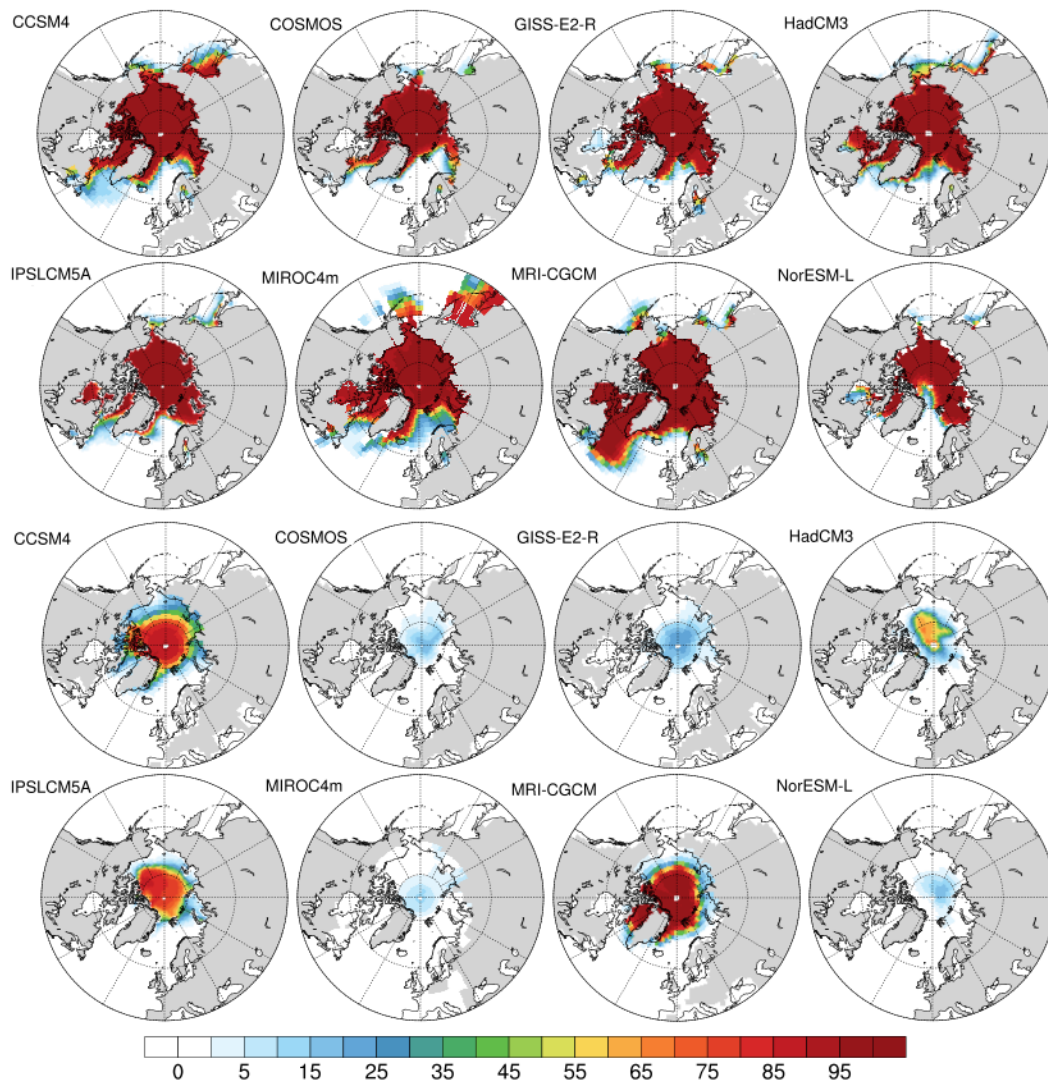 CCSM4 COSMOS GISS-E2-R HadCM3
IPSLCM5A MIROC4m MRI-CGCM NorESM-L
CCSM4 COSMOS GISS-E2-R HadCM3
IPSLCM5A MIROC4m MRI-CGCM NorESM-L
0 5 15 25 35 45 55 65 75 85 95